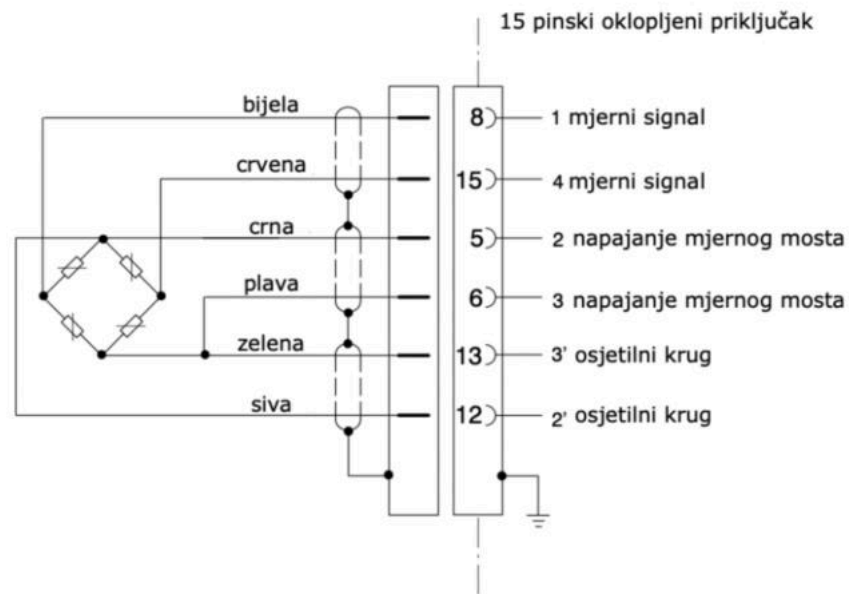 15 pinski oklopljeni priključak
bijela 8 1 mjerni signal
crvena 15 4 mjerni signal
crna 5 2 napajanje mjernog mosta
plava 6 3 napajanje mjernog mosta
zelena 13 3' osjetilni krug
siva 12 2' osjetilni krug